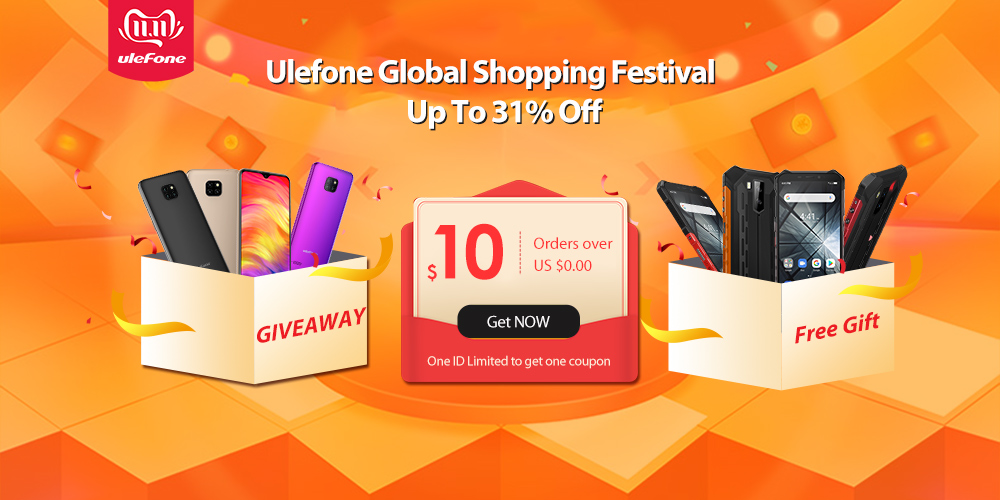 11.11
uleFone
Ulefone Global Shopping Festival
Up To 31% Off
$10
Orders over
US $0.00
Get NOW
One ID Limited to get one coupon
GIVEAWAY
Free Gift